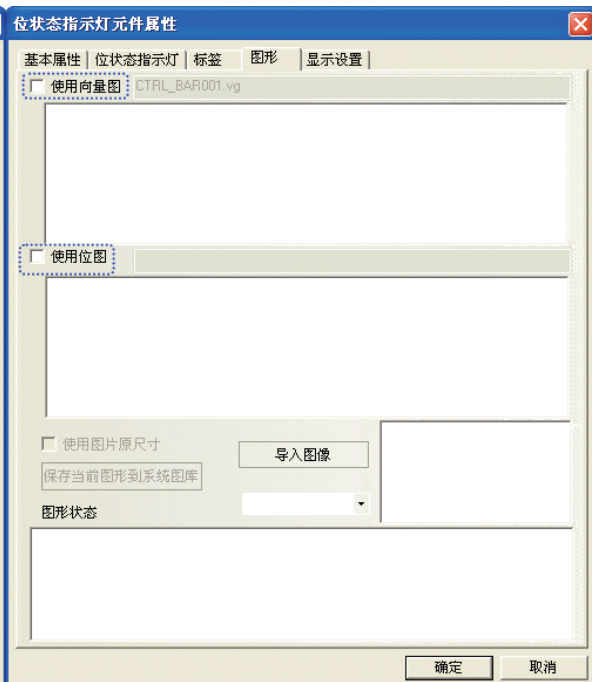 位状态指示灯元件属性
基本属性 位状态指示灯 标签 图形 显示设置
使用向量图 CTRL_BAR001.vg
使用位图
使用图片原尺寸
导入图像
保存当前图形到系统图库
图形状态
确定 取消